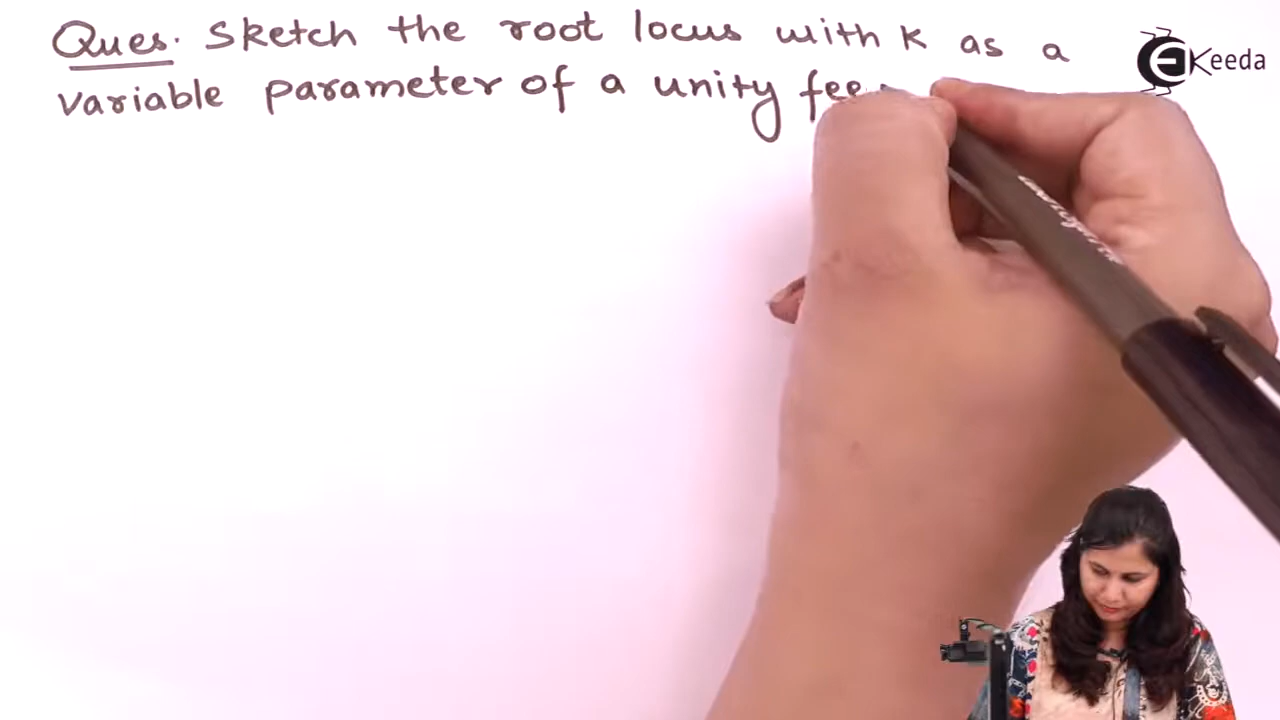 Ques. Sketch the root locus with K as a
variable parameter of a unity fee
EKeeda